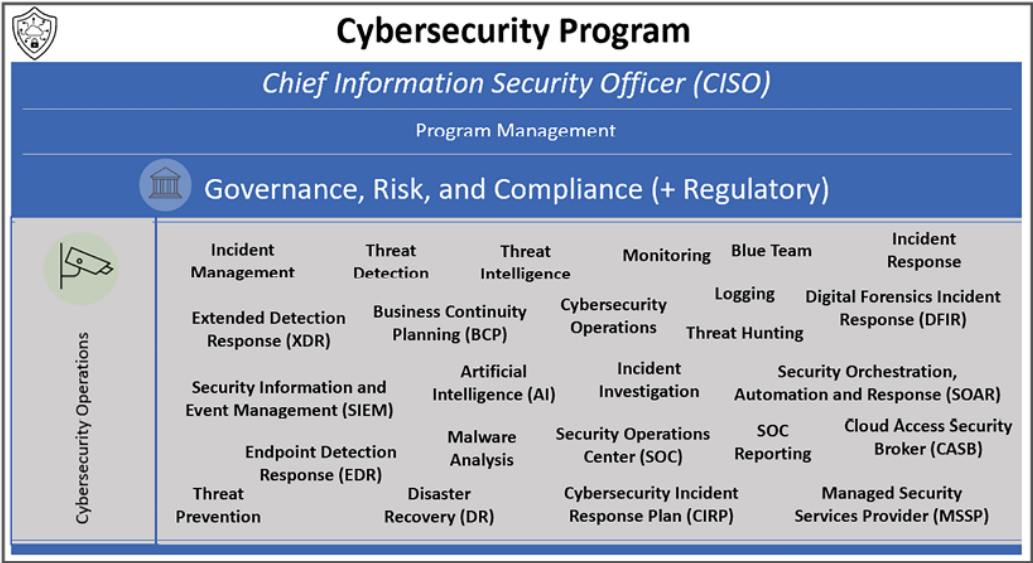 Cybersecurity Program
Chief Information Security Officer (CISO)
Program Management
Governance, Risk, and Compliance (+ Regulatory)
Cybersecurity Operations
Incident
Management
Threat
Detection
Threat
Intelligence
Monitoring
Blue Team
Incident
Response
Extended Detection
Response (XDR)
Business Continuity
Planning (BCP)
Cybersecurity
Operations
Logging
Threat Hunting
Digital Forensics Incident
Response (DFIR)
Security Information and
Event Management (SIEM)
Artificial
Intelligence (AI)
Incident
Investigation
Security Orchestration,
Automation and Response (SOAR)
Endpoint Detection
Response (EDR)
Malware
Analysis
Security Operations
Center (SOC)
SOC
Reporting
Cloud Access Security
Broker (CASB)
Threat
Prevention
Disaster
Recovery (DR)
Cybersecurity Incident
Response Plan (CIRP)
Managed Security
Services Provider (MSSP)